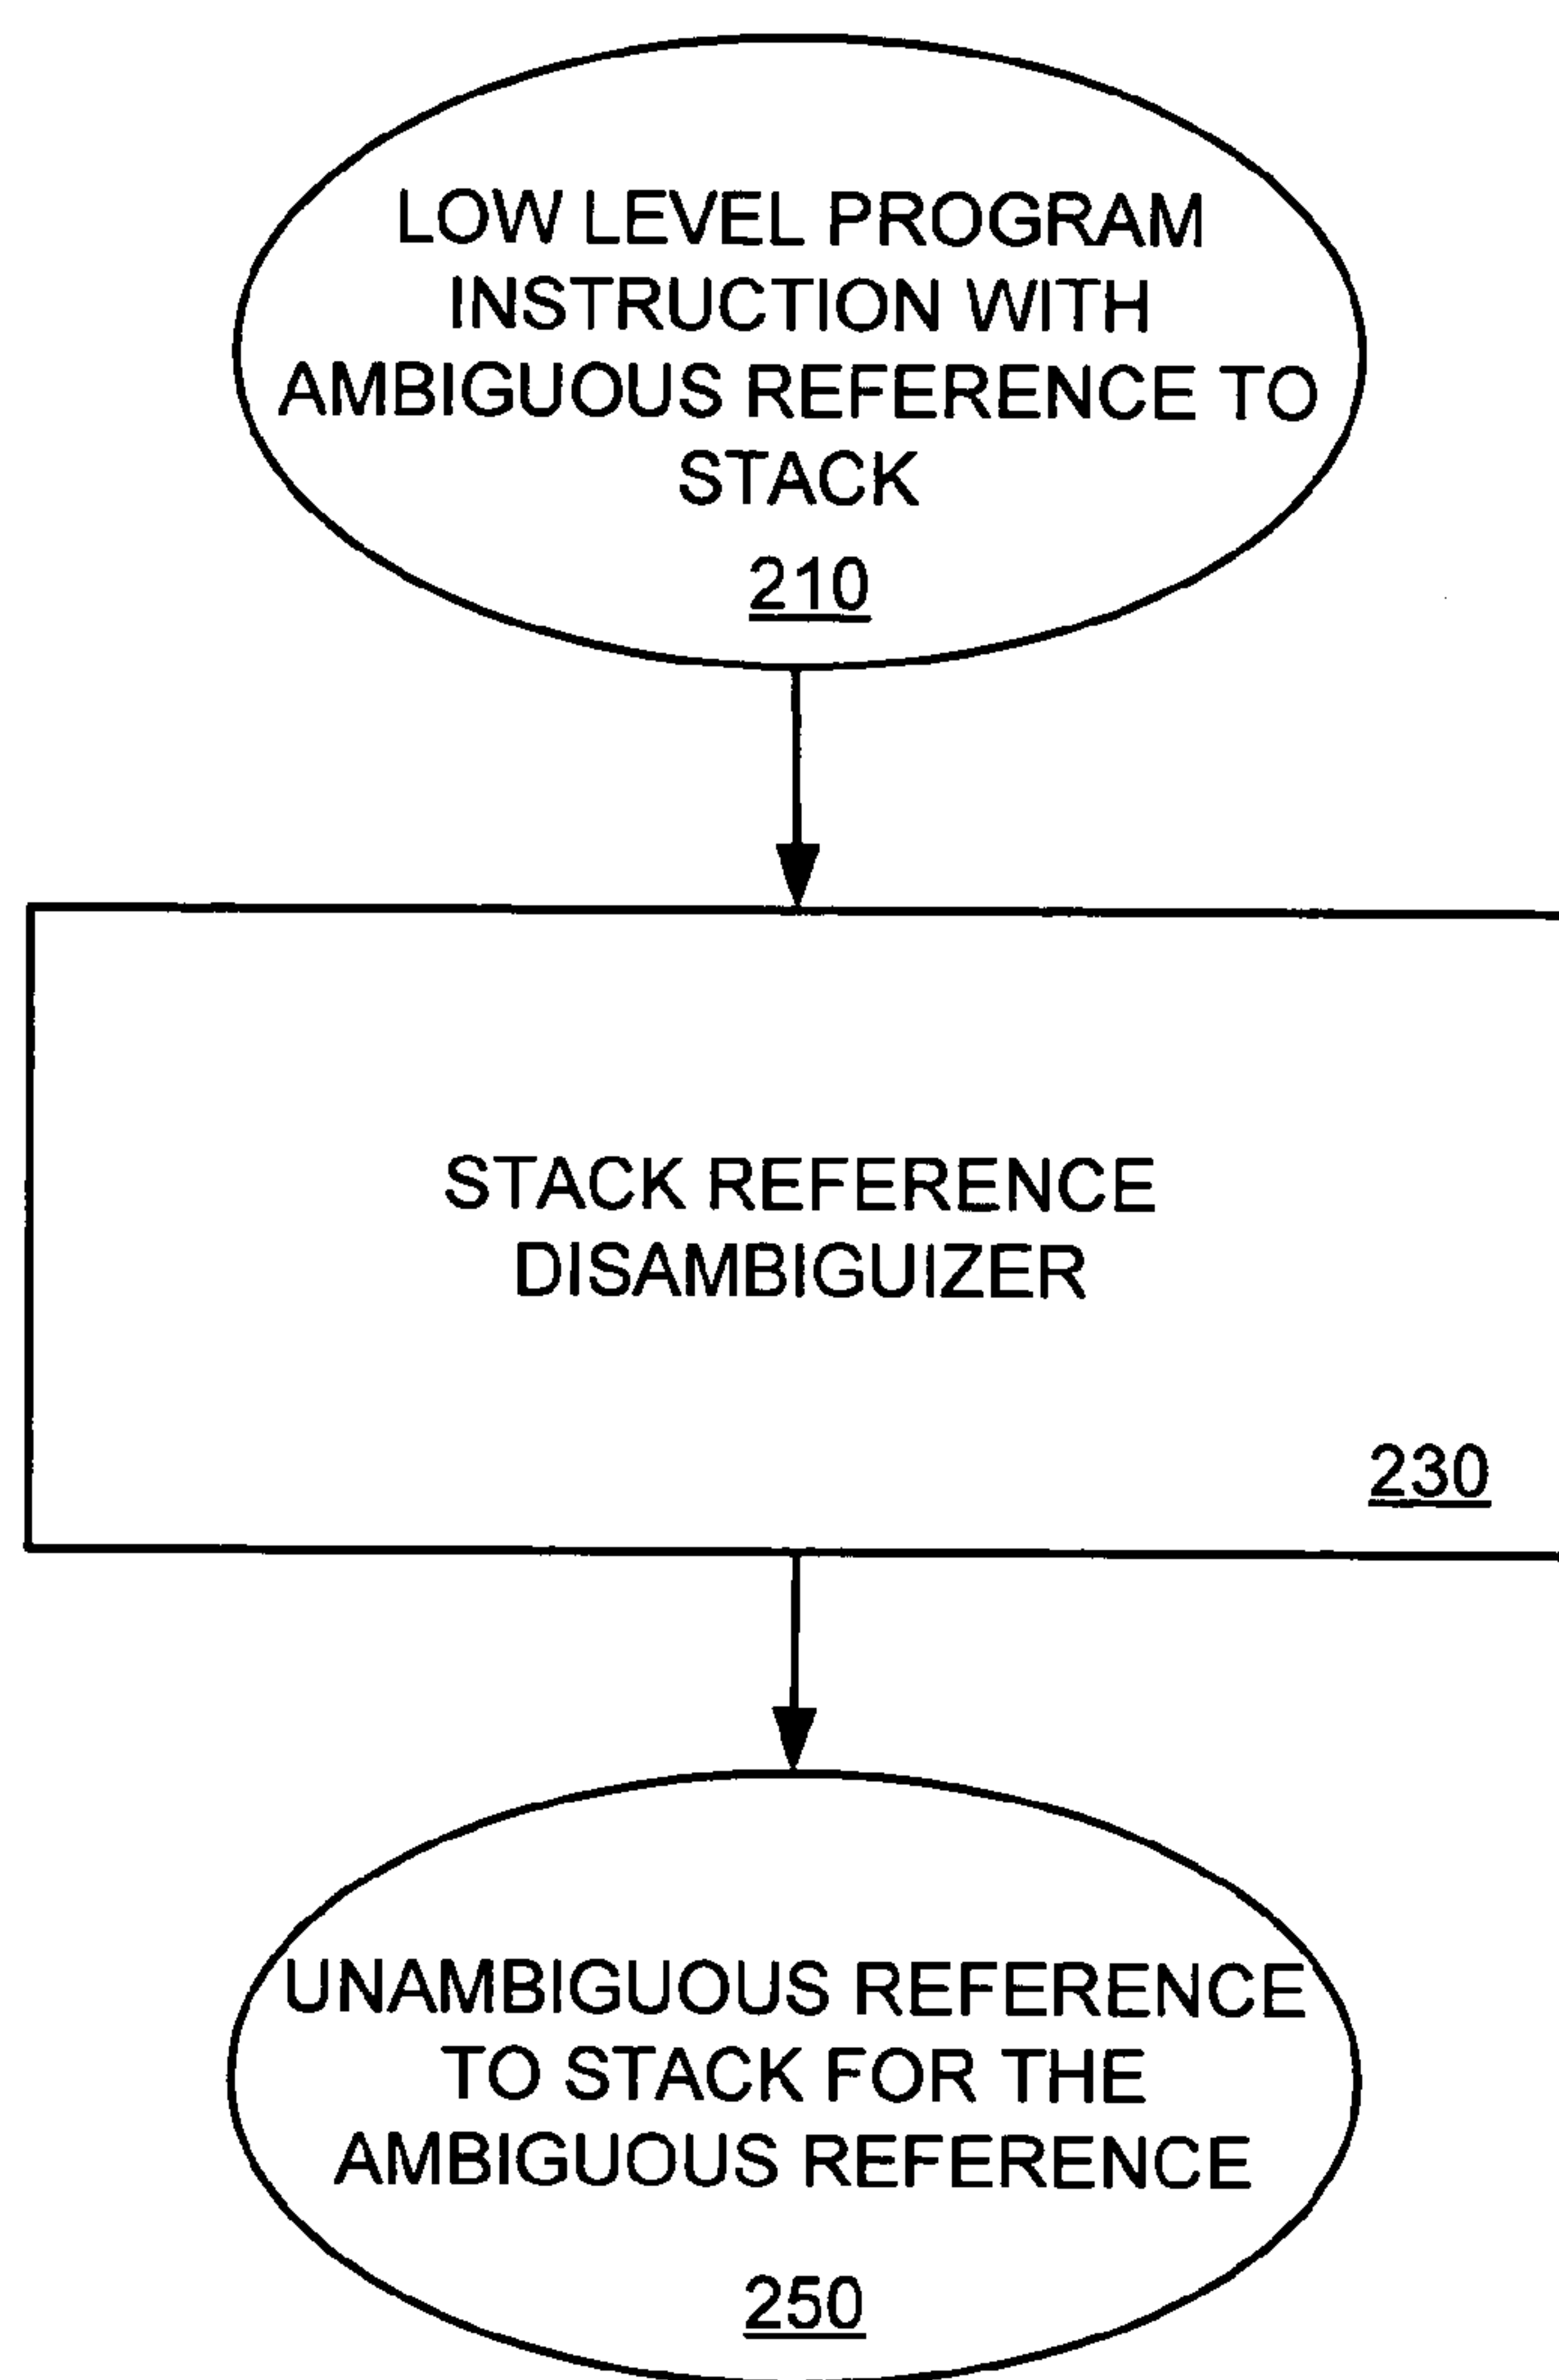 LOW LEVEL PROGRAM
INSTRUCTION WITH
AMBIGUOUS REFERENCE TO
STACK
210
STACK REFERENCE
DISAMBIGUIZER
230
UNAMBIGUOUS REFERENCE
TO STACK FOR THE
AMBIGUOUS REFERENCE
250